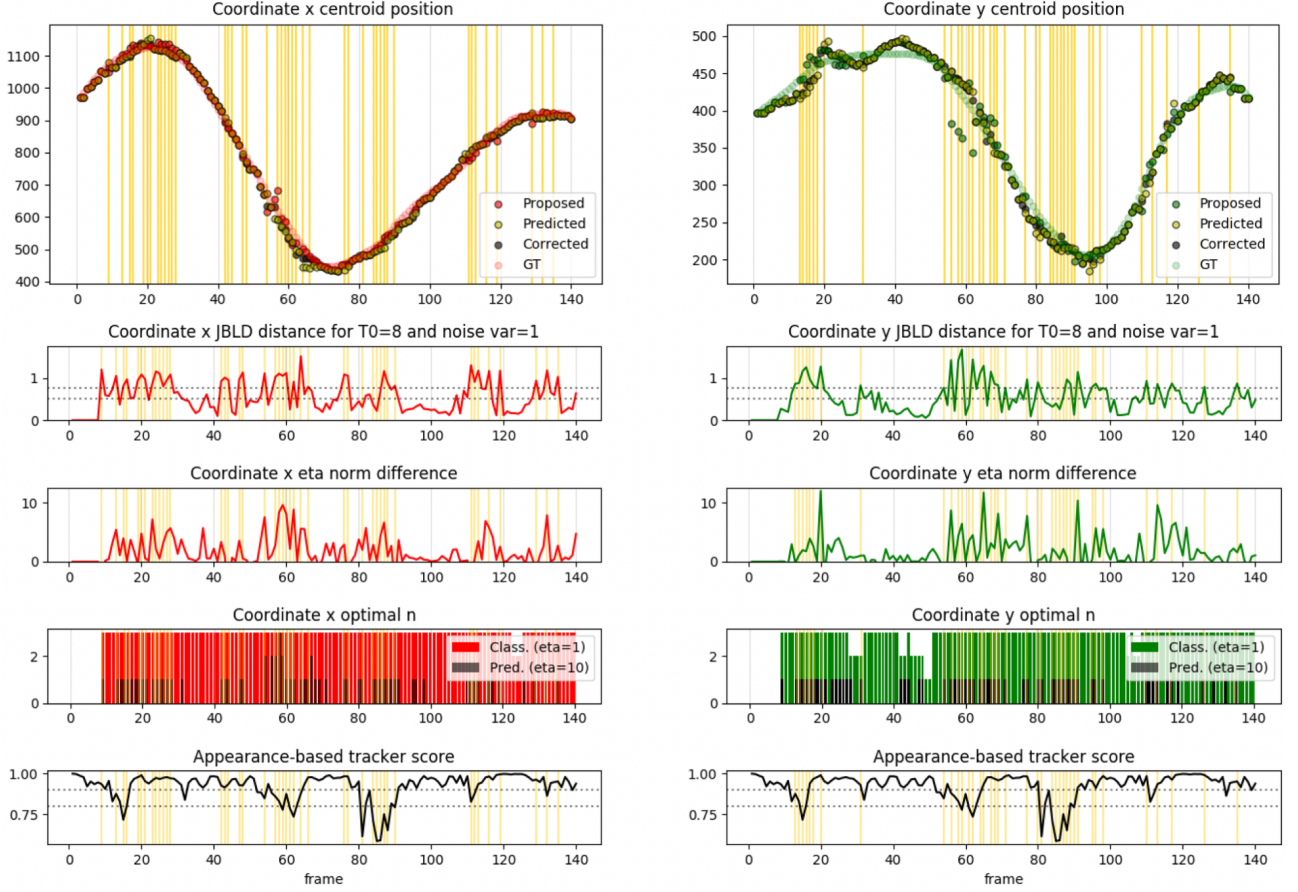 Coordinate x centroid position
1100
1000
900
800
700
600
500
400
0 20 40 60 80 100 120 140
Proposed
Predicted
Corrected
GT
Coordinate y centroid position
500
450
400
350
300
250
200
0 20 40 60 80 100 120 140
Proposed
Predicted
Corrected
GT
Coordinate x JBLD distance for T0=8 and noise var=1
1
0
0 20 40 60 80 100 120 140
Coordinate y JBLD distance for T0=8 and noise var=1
1
0
0 20 40 60 80 100 120 140
Coordinate x eta norm difference
10
0
0 20 40 60 80 100 120 140
Coordinate y eta norm difference
10
0
0 20 40 60 80 100 120 140
Coordinate x optimal n
2
0
0 20 40 60 80 100 120 140
Class. (eta=1)
Pred. (eta=10)
Coordinate y optimal n
2
0
0 20 40 60 80 100 120 140
Class. (eta=1)
Pred. (eta=10)
Appearance-based tracker score
1.00
0.75
0 20 40 60 80 100 120 140
frame
Appearance-based tracker score
1.00
0.75
0 20 40 60 80 100 120 140
frame